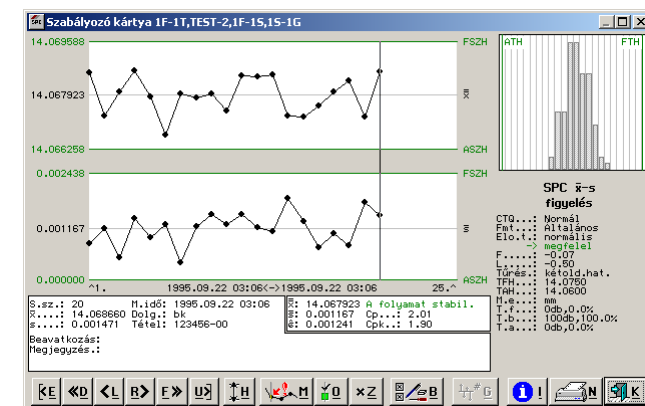 SPC Szabályozó kártya 1F-1T,TEST-2,1F-1S,1S-1G
14.069588 FSZH
14.067923 x̿
14.066258 ASZH
0.002438 FSZH
0.001167 s̅
0.000000 ASZH
^1. 1995.09.22 03:06<->1995.09.22 03:06 25.^
ATH FTH
SPC x̅-s
figyelés
CTQ...: Normál
Fmt...: Általános
Elo.t.: normális
-> megfelel
F.....: -0.07
L.....: -0.50
Tűrés.: kétold.hat.
TFH...: 14.0750
TAH...: 14.0600
M.e...: mm
T.f...: 0db,0.0%
T.b...: 100db,100.0%
T.a...: 0db,0.0%
S.sz.: 20 M.idő: 1995.09.22 03:06
x̅....: 14.068660 Dolg.: bk
s....: 0.001471 Tétel: 123456-00
x̿: 14.067923 A folyamat stabil.
s̅: 0.001167 Cp...: 2.01
ê: 0.001241 Cpk..: 1.90
Beavatkozás:
Megjegyzés.:
|<E «D <L R> F» U>| H M O ×Z B # G ! N K